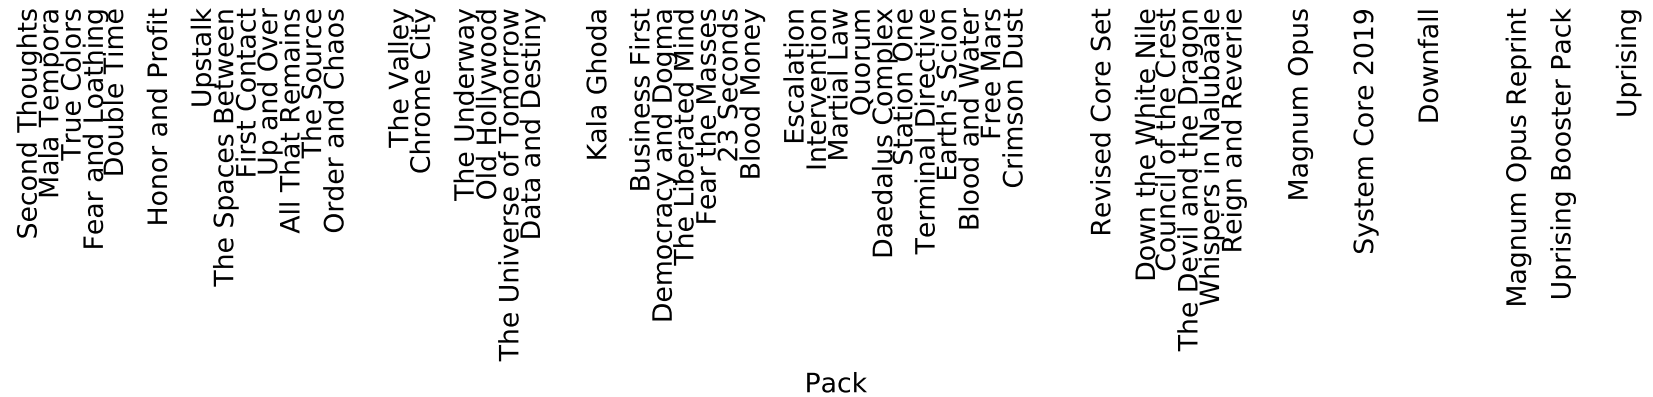 Second Thoughts
Mala Tempora
True Colors
Fear and Loathing
Double Time
Honor and Profit
Upstalk
The Spaces Between
First Contact
Up and Over
All That Remains
The Source
Order and Chaos
The Valley
Chrome City
The Underway
Old Hollywood
The Universe of Tomorrow
Data and Destiny
Kala Ghoda
Business First
Democracy and Dogma
The Liberated Mind
Fear the Masses
23 Seconds
Blood Money
Escalation
Intervention
Martial Law
Quorum
Daedalus Complex
Station One
Terminal Directive
Earth's Scion
Blood and Water
Free Mars
Crimson Dust
Revised Core Set
Down the White Nile
Council of the Crest
The Devil and the Dragon
Whispers in Nalubaale
Reign and Reverie
Magnum Opus
System Core 2019
Downfall
Magnum Opus Reprint
Uprising Booster Pack
Uprising
Pack